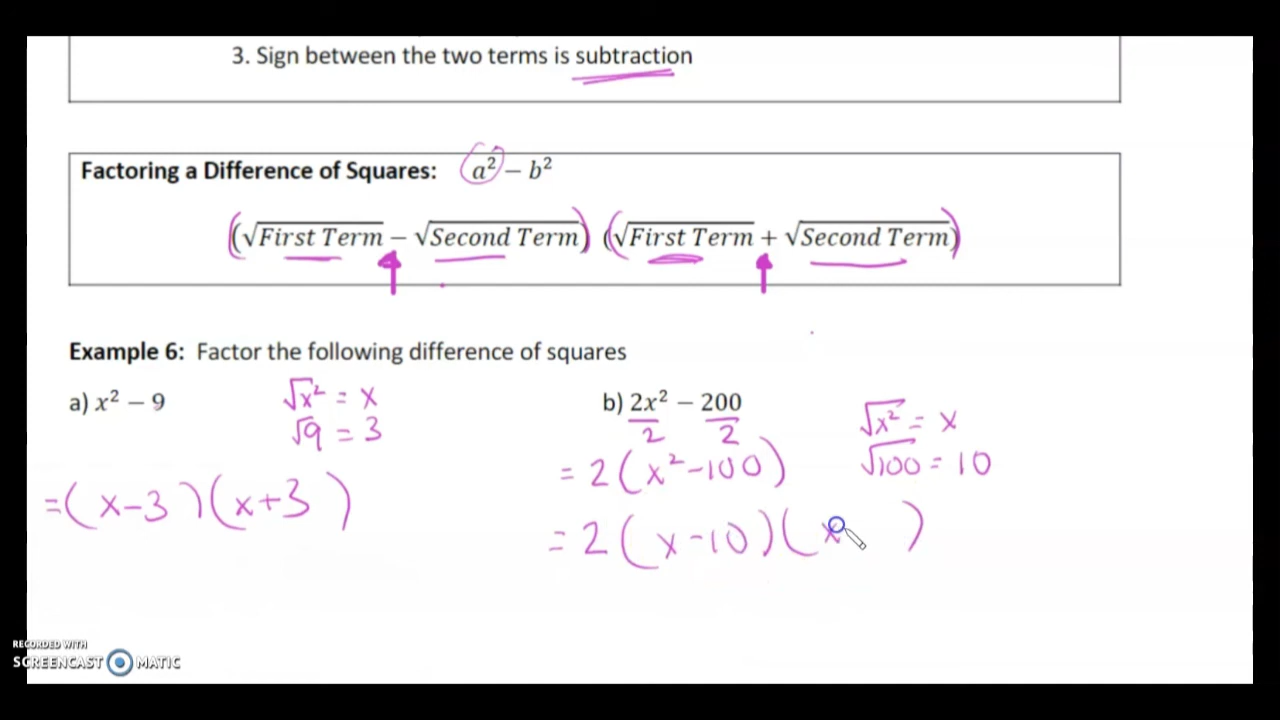 3. Sign between the two terms is subtraction
Factoring a Difference of Squares: a² – b²
(√First Term – √Second Term) (√First Term + √Second Term)
Example 6: Factor the following difference of squares
a) x² – 9
√x² = x
√9 = 3
= (x-3)(x+3)
b) 2x² – 200
2 2
= 2(x²-100)
√x² = x
√100 = 10
= 2(x-10)(x )
RECORDED WITH
SCREENCAST MATIC